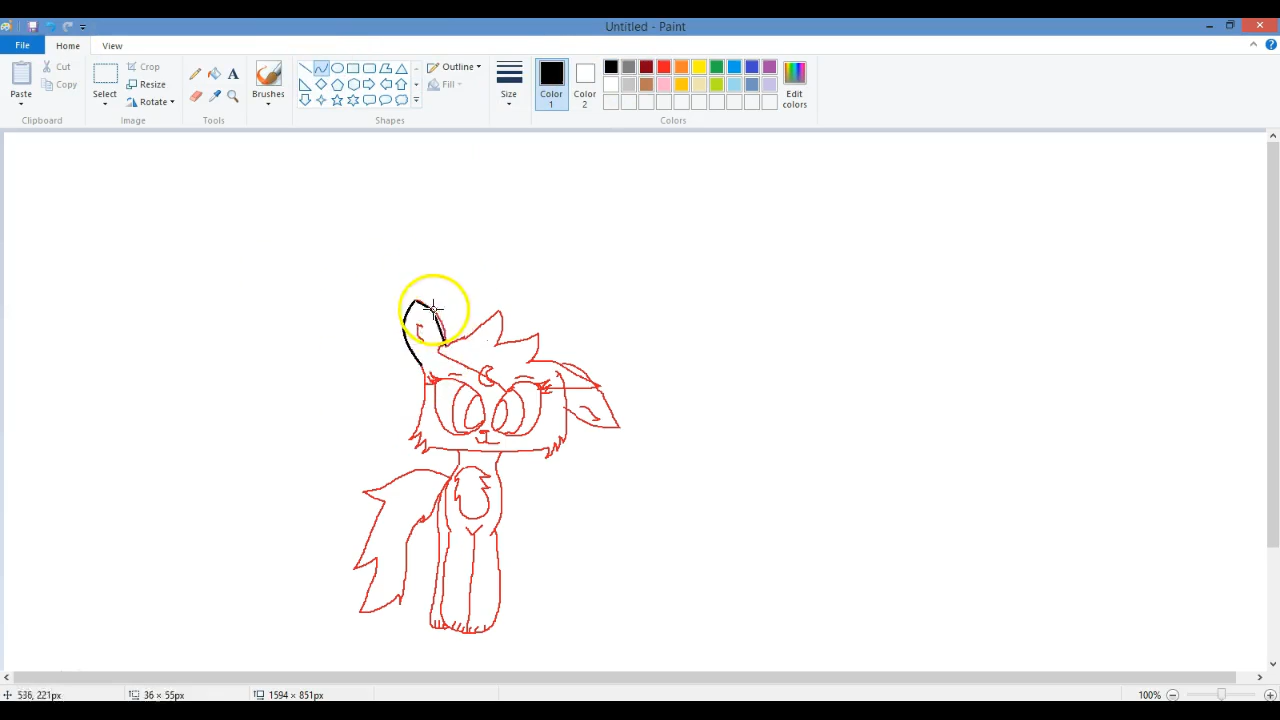 Untitled - Paint
File Home View
Paste
Cut
Copy
Clipboard
Select
Crop
Resize
Rotate
Image
Tools
Brushes
Shapes
Outline
Fill
Size
Color 1
Color 2
Edit colors
Colors
536, 221px
36 × 55px
1594 × 851px
100%